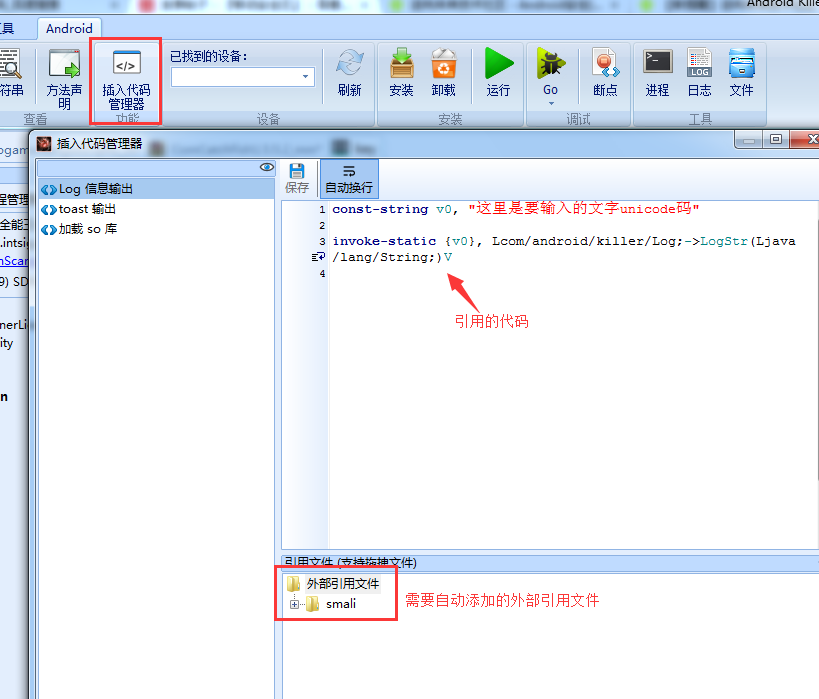 Android Kille
具
Android
符串
方法声
明
插入代码
管理器
已找到的设备:
刷新
安装
卸载
运行
Go
断点
进程
LOG
日志
文件
查看
功能
设备
安装
调试
工具
插入代码管理器
ogam
程管理
全能王
.intsig
nScan
9) SD
nerLi
ity
n
Log 信息输出
toast 输出
加载 so 库
保存
自动换行
1 const-string v0, "这里是要输入的文字unicode码"
2
3 invoke-static {v0}, Lcom/android/killer/Log;->LogStr(Ljava
/lang/String;)V
4
引用的代码
引用文件 (支持拖拽文件)
外部引用文件
smali
需要自动添加的外部引用文件